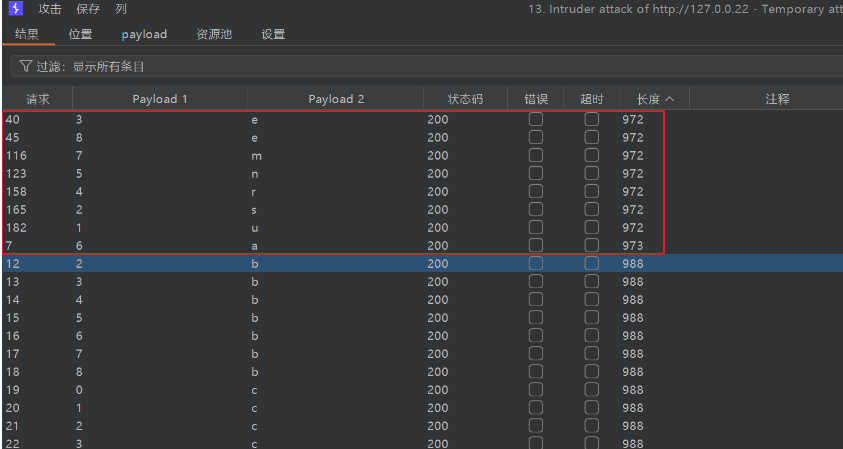 攻击 保存 列 13. Intruder attack of http://127.0.0.22 - Temporary att
结果 位置 payload 资源池 设置
过滤：显示所有条目
请求 Payload 1 Payload 2 状态码 错误 超时 长度 注释
40 3 e 200 972
45 8 e 200 972
116 7 m 200 972
123 5 n 200 972
158 4 r 200 972
165 2 s 200 972
182 1 u 200 972
7 6 a 200 973
12 2 b 200 988
13 3 b 200 988
14 4 b 200 988
15 5 b 200 988
16 6 b 200 988
17 7 b 200 988
18 8 b 200 988
19 0 c 200 988
20 1 c 200 988
21 2 c 200 988
22 3 c 200 988